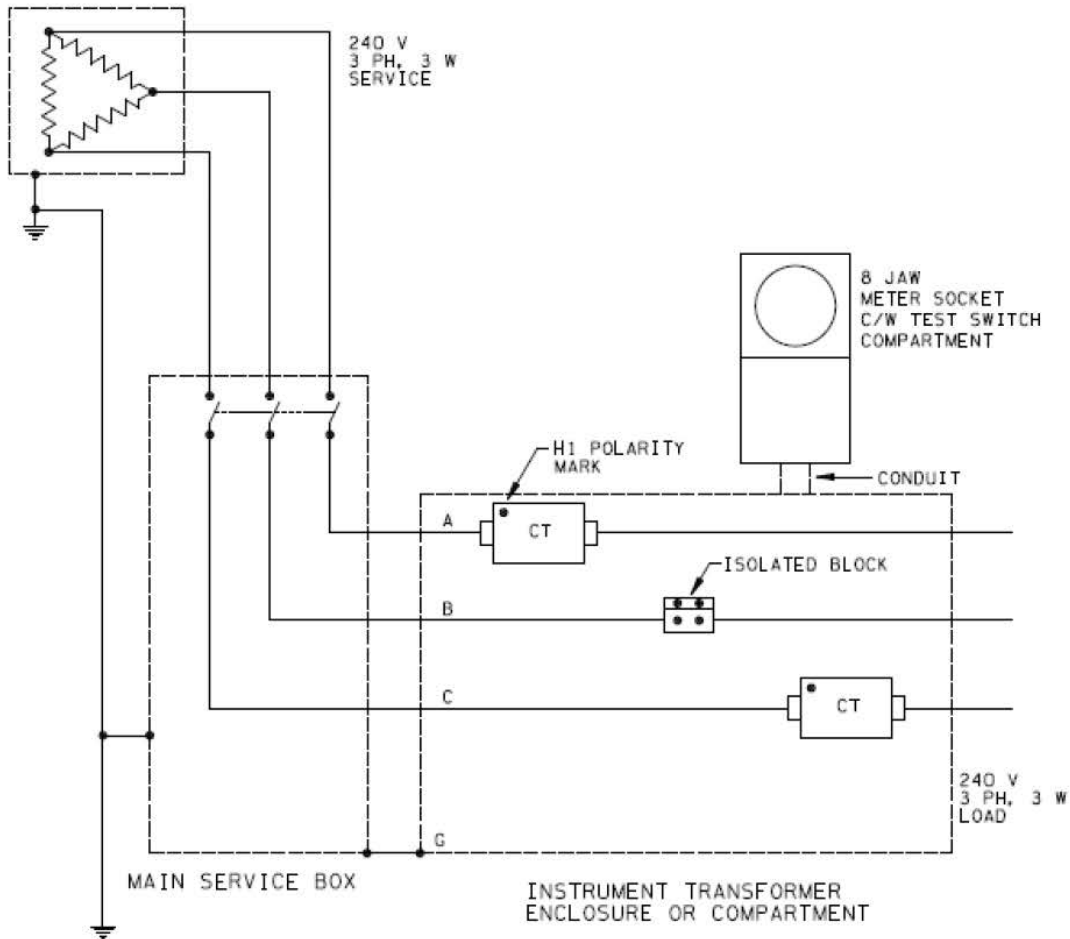 240 V
3 PH, 3 W
SERVICE
8 JAW
METER SOCKET
C/W TEST SWITCH
COMPARTMENT
H1 POLARITY
MARK
CONDUIT
A
CT
ISOLATED BLOCK
B
C
CT
240 V
3 PH, 3 W
LOAD
G
MAIN SERVICE BOX
INSTRUMENT TRANSFORMER
ENCLOSURE OR COMPARTMENT